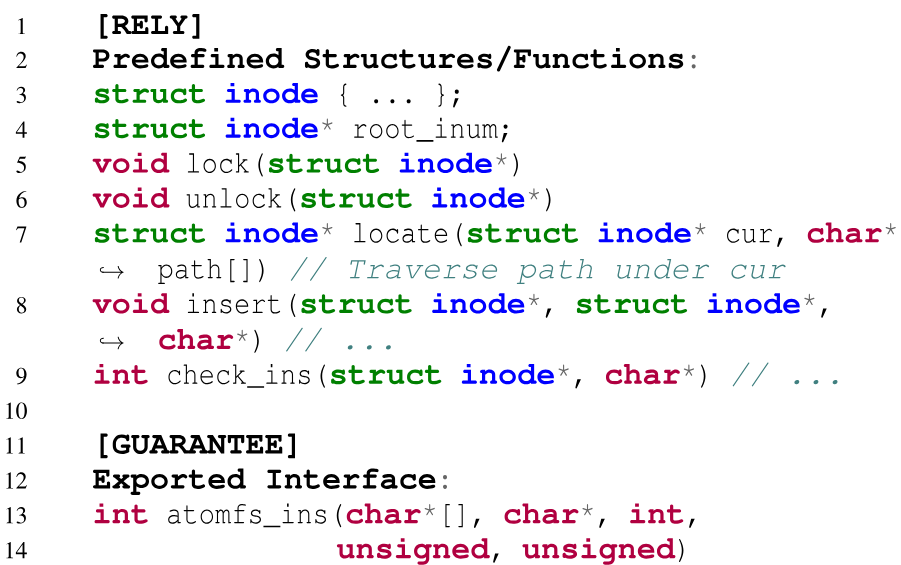 1 [RELY]
2 Predefined Structures/Functions:
3 struct inode { ... };
4 struct inode* root_inum;
5 void lock(struct inode*)
6 void unlock(struct inode*)
7 struct inode* locate(struct inode* cur, char*
↪ path[]) // Traverse path under cur
8 void insert(struct inode*, struct inode*,
↪ char*) // ...
9 int check_ins(struct inode*, char*) // ...
10
11 [GUARANTEE]
12 Exported Interface:
13 int atomfs_ins(char*[], char*, int,
14 unsigned, unsigned)